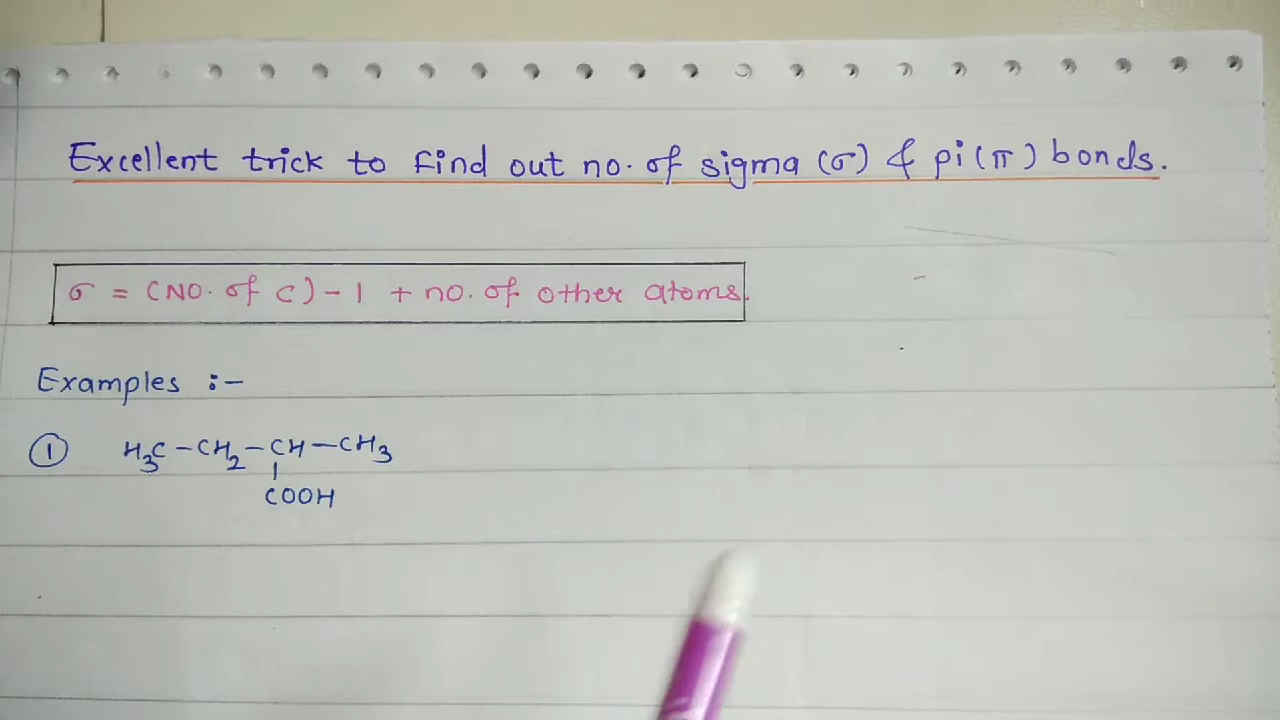 Excellent trick to find out no. of sigma (σ) & pi (π) bonds.
σ = (NO. of C) - 1 + no. of other atoms.
Examples :-
① H₃C - CH₂ - CH - CH₃
|
COOH